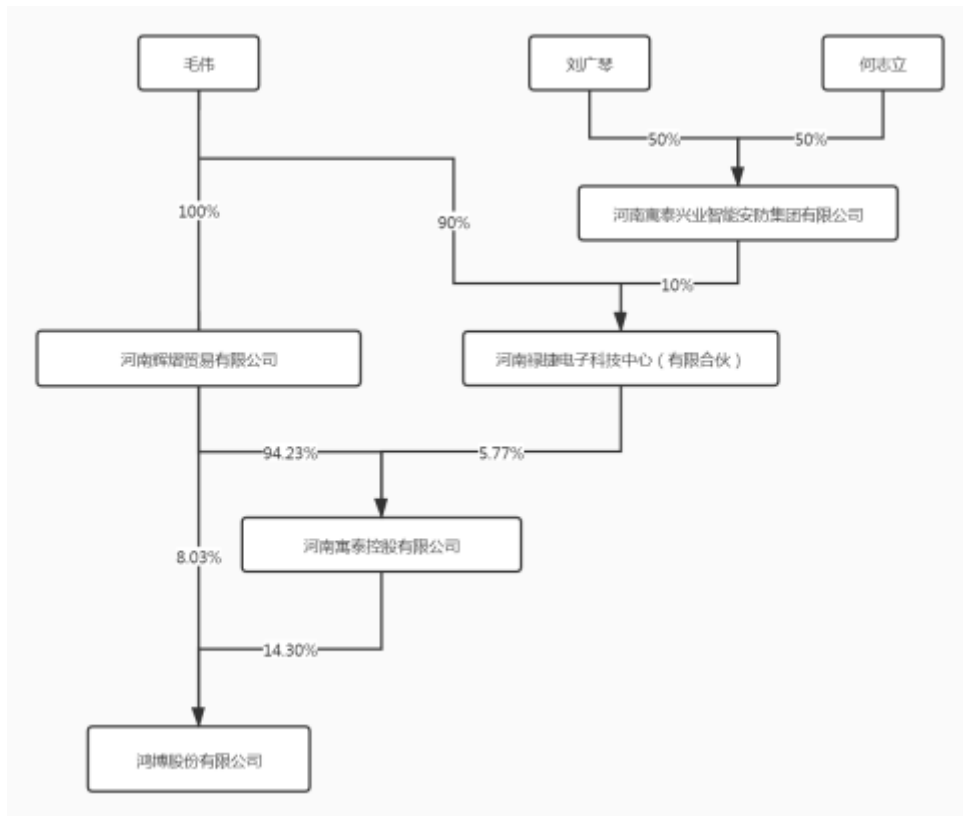 毛伟
刘广琴
何志立
50%
50%
河南寓泰兴业智能安防集团有限公司
100%
90%
10%
河南辉熠贸易有限公司
河南禄捷电子科技中心（有限合伙）
94.23%
5.77%
河南寓泰控股有限公司
8.03%
14.30%
鸿博股份有限公司